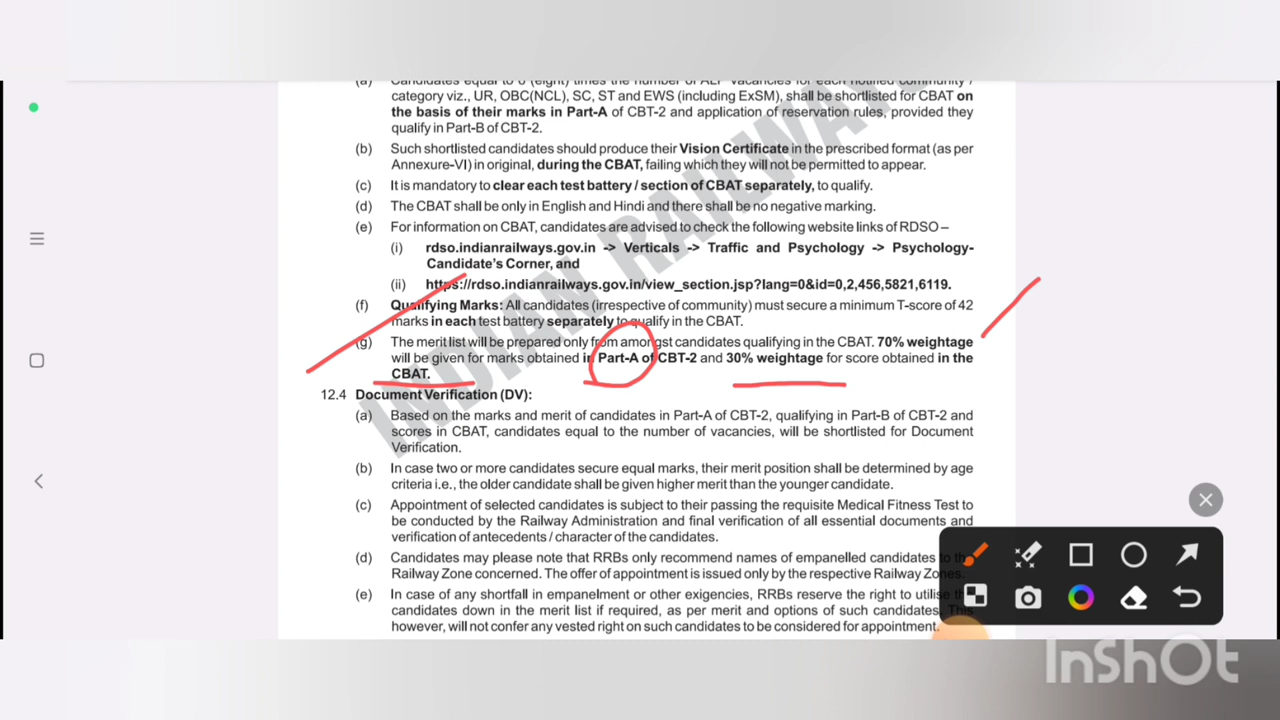 (a) Candidates equal to 8 (eight) times the number of ALP vacancies for each notified community /
category viz., UR, OBC(NCL), SC, ST and EWS (including ExSM), shall be shortlisted for CBAT on
the basis of their marks in Part-A of CBT-2 and application of reservation rules, provided they
qualify in Part-B of CBT-2.
(b) Such shortlisted candidates should produce their Vision Certificate in the prescribed format (as per
Annexure-VI) in original, during the CBAT, failing which they will not be permitted to appear.
(c) It is mandatory to clear each test battery / section of CBAT separately, to qualify.
(d) The CBAT shall be only in English and Hindi and there shall be no negative marking.
(e) For information on CBAT, candidates are advised to check the following website links of RDSO –
(i) rdso.indianrailways.gov.in -> Verticals -> Traffic and Psychology -> Psychology-
Candidate's Corner, and
(ii) https://rdso.indianrailways.gov.in/view_section.jsp?lang=0&id=0,2,456,5821,6119.
(f) Qualifying Marks: All candidates (irrespective of community) must secure a minimum T-score of 42
marks in each test battery separately to qualify in the CBAT.
(g) The merit list will be prepared only from amongst candidates qualifying in the CBAT. 70% weightage
will be given for marks obtained in Part-A of CBT-2 and 30% weightage for score obtained in the
CBAT.
12.4 Document Verification (DV):
(a) Based on the marks and merit of candidates in Part-A of CBT-2, qualifying in Part-B of CBT-2 and
scores in CBAT, candidates equal to the number of vacancies, will be shortlisted for Document
Verification.
(b) In case two or more candidates secure equal marks, their merit position shall be determined by age
criteria i.e., the older candidate shall be given higher merit than the younger candidate.
(c) Appointment of selected candidates is subject to their passing the requisite Medical Fitness Test to
be conducted by the Railway Administration and final verification of all essential documents and
verification of antecedents / character of the candidates.
(d) Candidates may please note that RRBs only recommend names of empanelled candidates to the
Railway Zone concerned. The offer of appointment is issued only by the respective Railway Zones.
(e) In case of any shortfall in empanelment or other exigencies, RRBs reserve the right to utilise the
candidates down in the merit list if required, as per merit and options of such candidates. This
however, will not confer any vested right on such candidates to be considered for appointment.
INDIAN RAILWAYS
InShOt